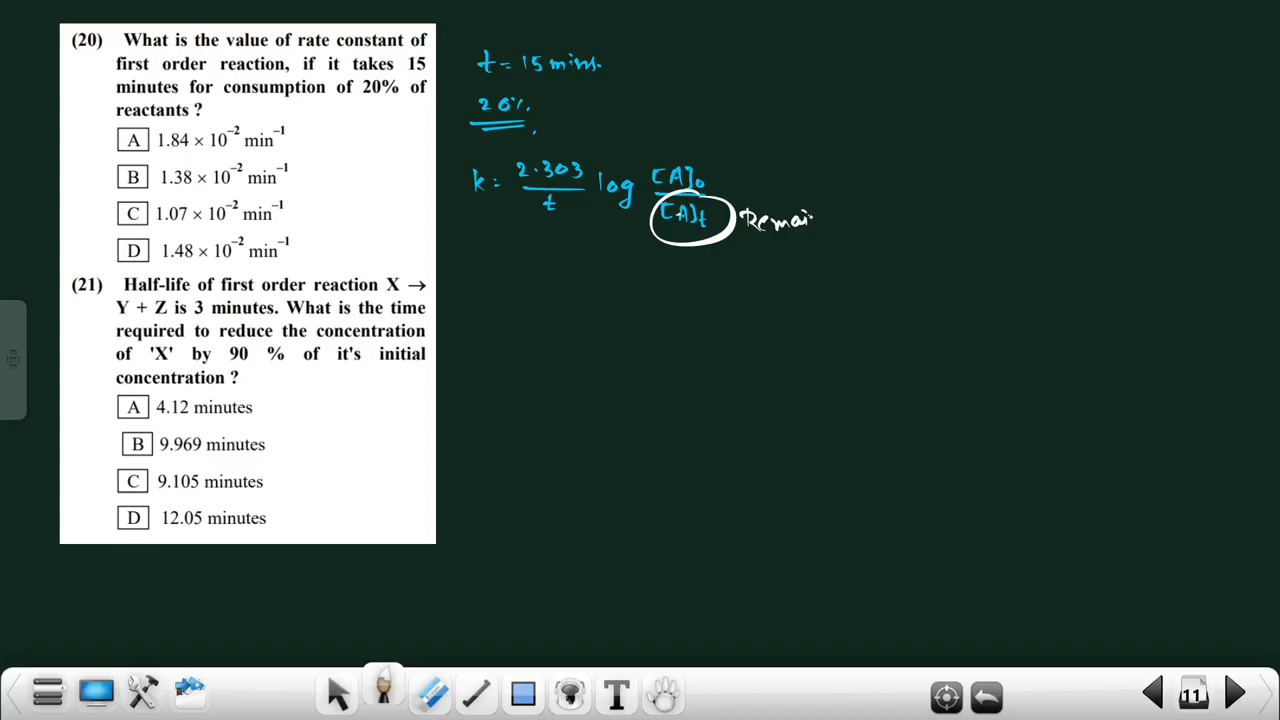 (20) What is the value of rate constant of
first order reaction, if it takes 15
minutes for consumption of 20% of
reactants ?
A 1.84 × 10⁻² min⁻¹
B 1.38 × 10⁻² min⁻¹
C 1.07 × 10⁻² min⁻¹
D 1.48 × 10⁻² min⁻¹
(21) Half-life of first order reaction X →
Y + Z is 3 minutes. What is the time
required to reduce the concentration
of 'X' by 90 % of it's initial
concentration ?
A 4.12 minutes
B 9.969 minutes
C 9.105 minutes
D 12.05 minutes
t = 15 mins.
20%.
k = 2.303/t log [A]₀/[A]t Remai
T
11